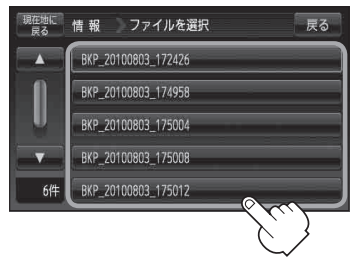 現在地に
戻る
情報 ファイルを選択
戻る
▲
BKP_20100803_172426
BKP_20100803_174958
BKP_20100803_175004
BKP_20100803_175008
▼
6件
BKP_20100803_175012